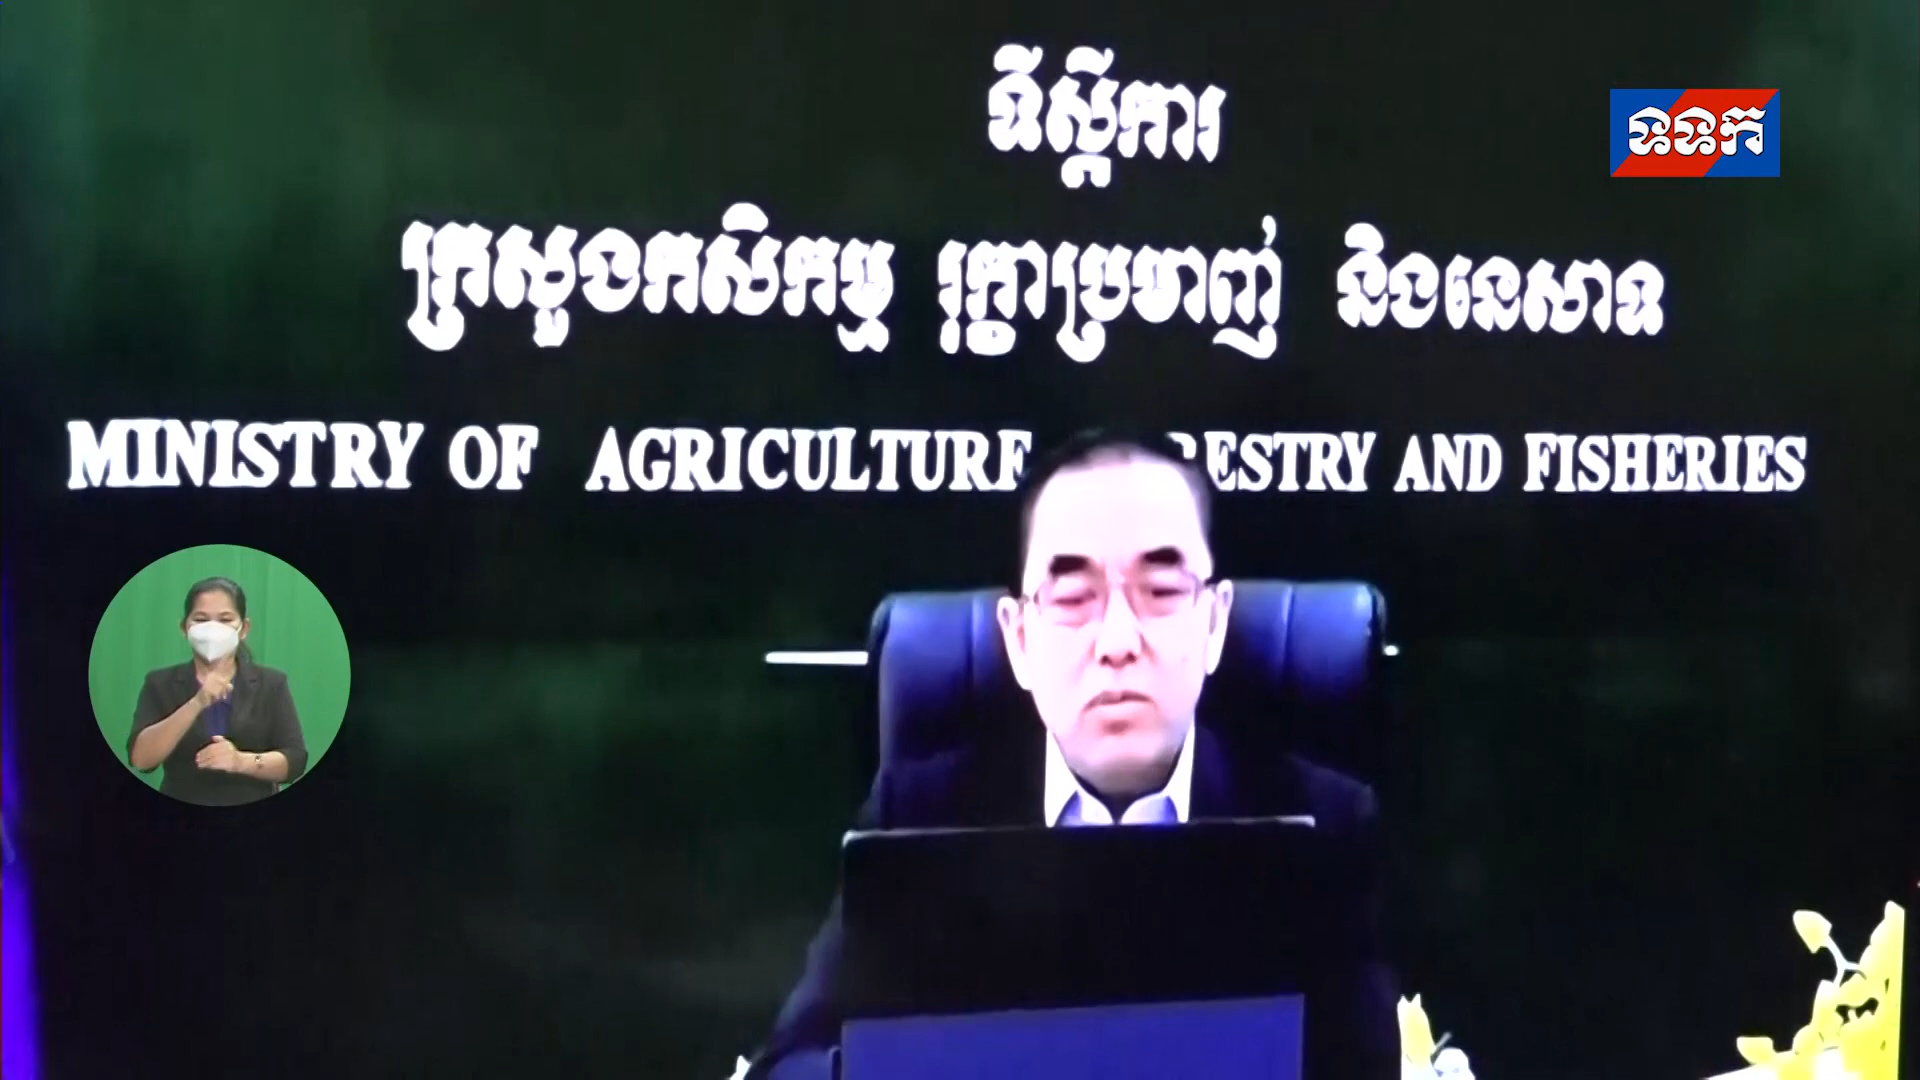 ទីស្តីការ
ទទក
ក្រសួងកសិកម្ម រុក្ខាប្រមាញ់ និងនេសាទ
MINISTRY OF AGRICULTURE RESTRY AND FISHERIES